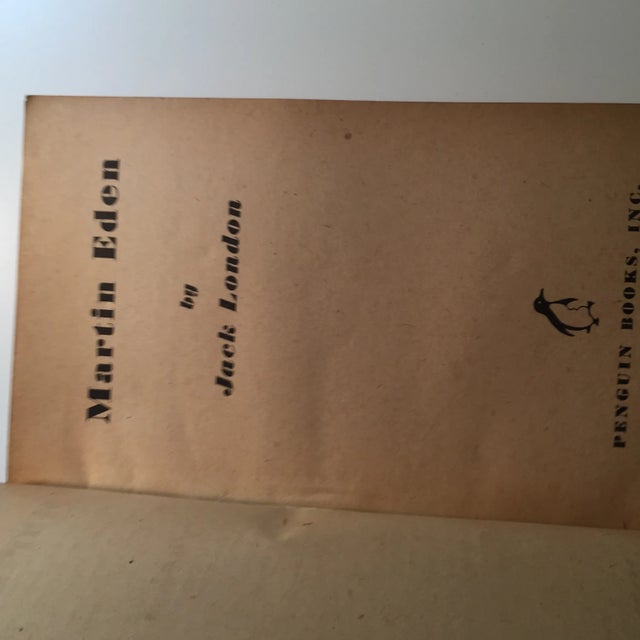 Martin Eden
by
Jack London
PENGUIN BOOKS, INC.